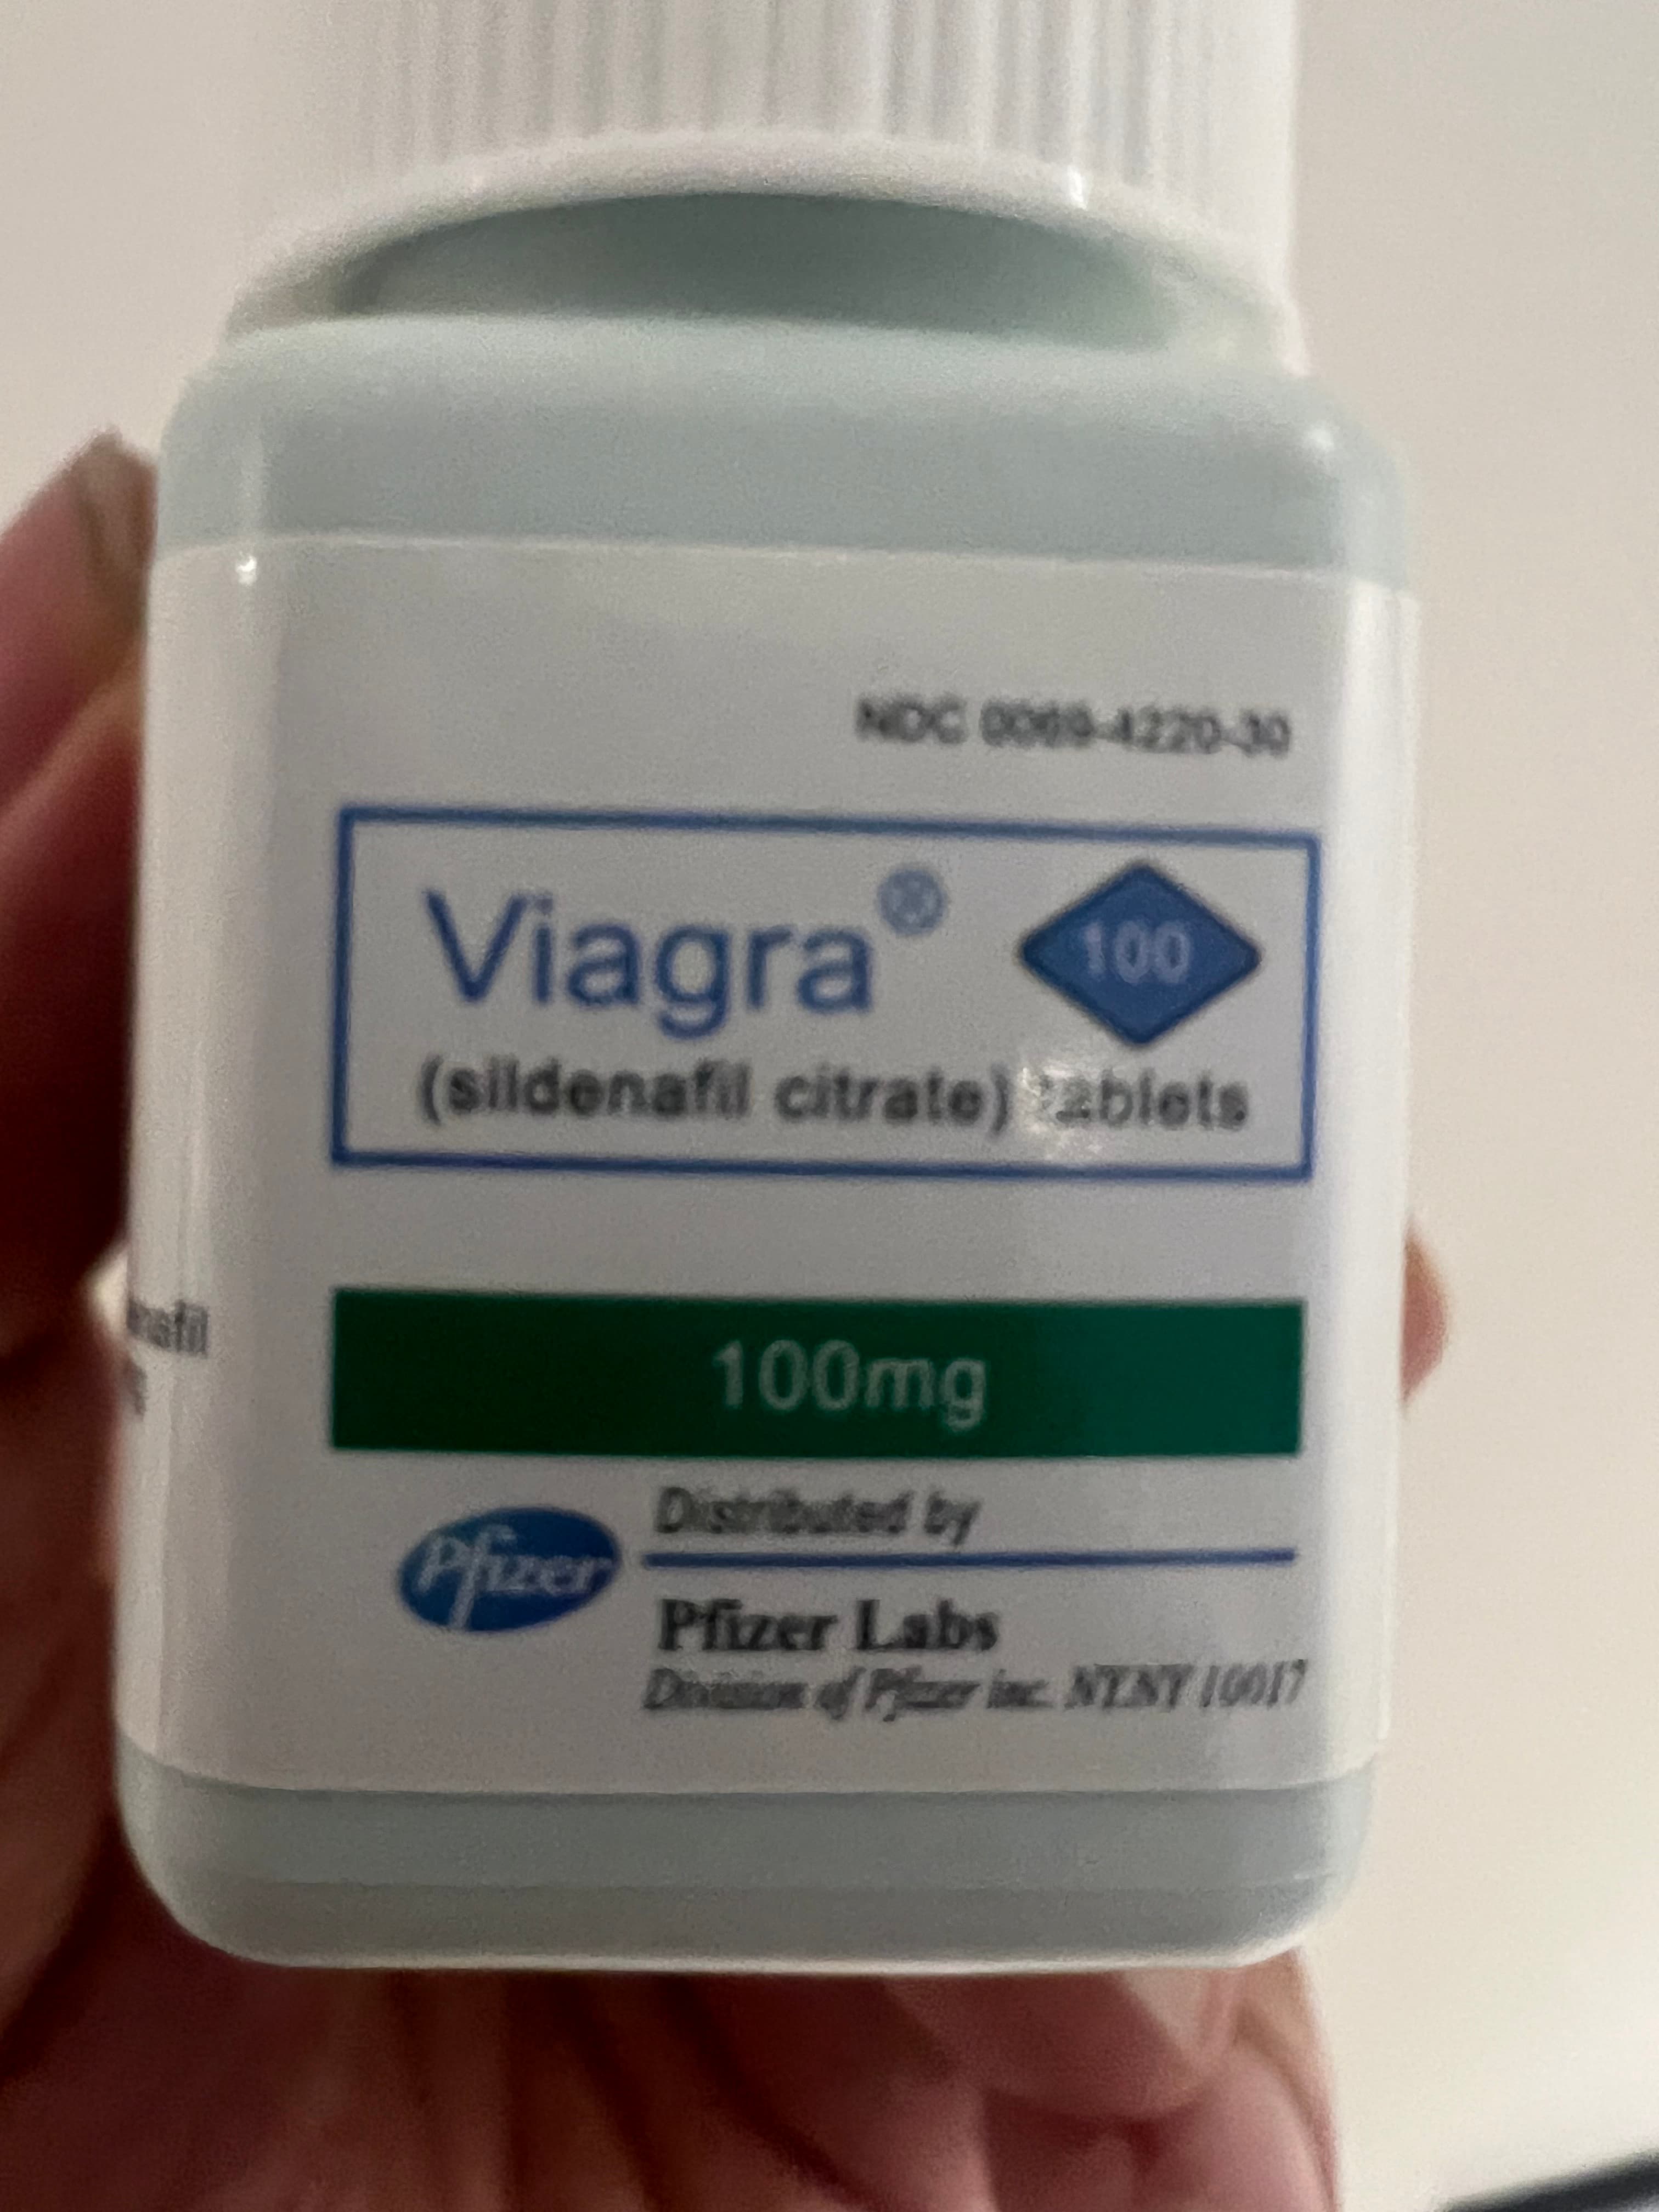 NDC 0069-4220-30
Viagra® 100
(sildenafil citrate) tablets
100mg
Pfizer
Distributed by
Pfizer Labs
Division of Pfizer inc. NY,NY 10017